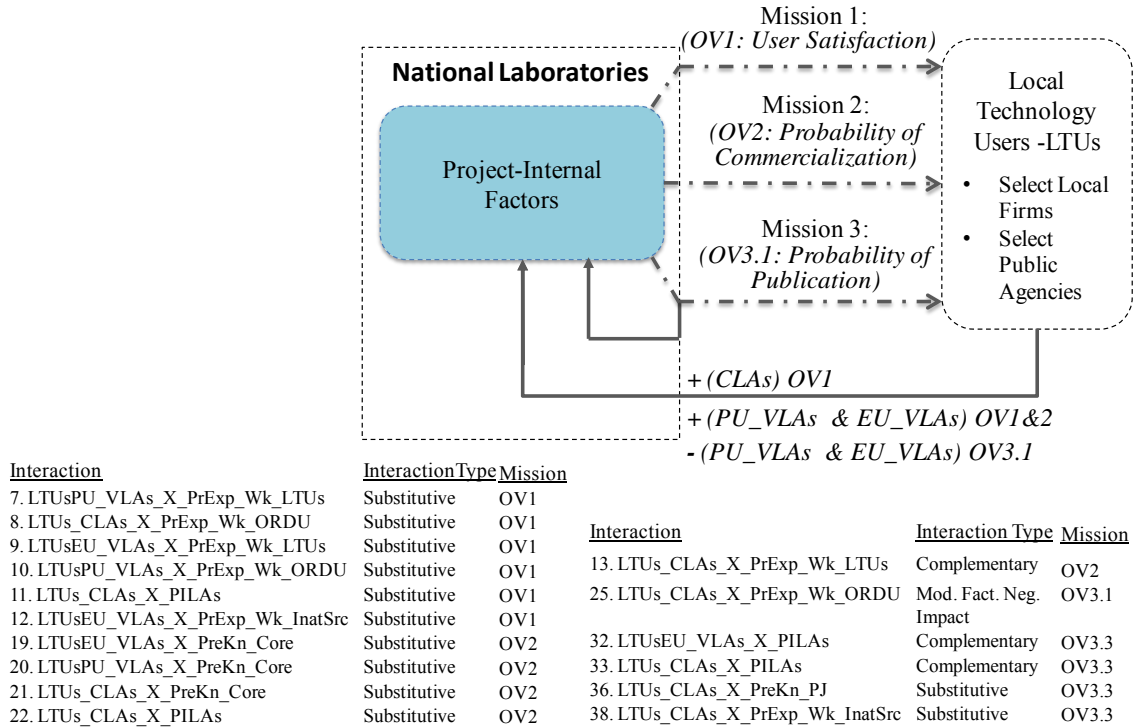 Mission 1:
(OV1: User Satisfaction)
National Laboratories
Project-Internal
Factors
Mission 2:
(OV2: Probability of
Commercialization)
Mission 3:
(OV3.1: Probability of
Publication)
Local
Technology
Users -LTUs
• Select Local
Firms
• Select
Public
Agencies
+ (CLAs) OV1
+ (PU_VLAs & EU_VLAs) OV1&2
- (PU_VLAs & EU_VLAs) OV3.1
Interaction InteractionType Mission
7. LTUsPU_VLAs_X_PrExp_Wk_LTUs Substitutive OV1
8. LTUs_CLAs_X_PrExp_Wk_ORDU Substitutive OV1
9. LTUsEU_VLAs_X_PrExp_Wk_LTUs Substitutive OV1
10. LTUsPU_VLAs_X_PrExp_Wk_ORDU Substitutive OV1
11. LTUs_CLAs_X_PILAs Substitutive OV1
12. LTUsEU_VLAs_X_PrExp_Wk_InatSrc Substitutive OV1
19. LTUsEU_VLAs_X_PreKn_Core Substitutive OV2
20. LTUsPU_VLAs_X_PreKn_Core Substitutive OV2
21. LTUs_CLAs_X_PreKn_Core Substitutive OV2
22. LTUs_CLAs_X_PILAs Substitutive OV2
Interaction Interaction Type Mission
13. LTUs_CLAs_X_PrExp_Wk_LTUs Complementary OV2
25. LTUs_CLAs_X_PrExp_Wk_ORDU Mod. Fact. Neg. OV3.1
Impact
32. LTUsEU_VLAs_X_PILAs Complementary OV3.3
33. LTUs_CLAs_X_PILAs Complementary OV3.3
36. LTUs_CLAs_X_PreKn_PJ Substitutive OV3.3
38. LTUs_CLAs_X_PrExp_Wk_InatSrc Substitutive OV3.3